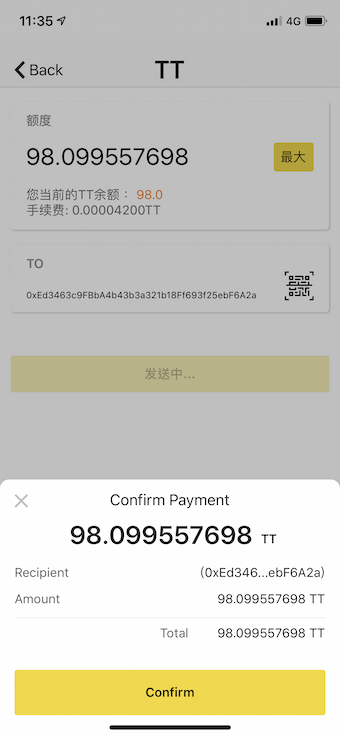 11:35
4G
Back
TT
额度
98.099557698
最大
您当前的TT余额： 98.0
手续费: 0.00004200TT
TO
0xEd3463c9FBbA4b43b3a321b18Ff693f25ebF6A2a
发送中...
Confirm Payment
98.099557698 TT
Recipient (0xEd346...ebF6A2a)
Amount 98.099557698 TT
Total 98.099557698 TT
Confirm